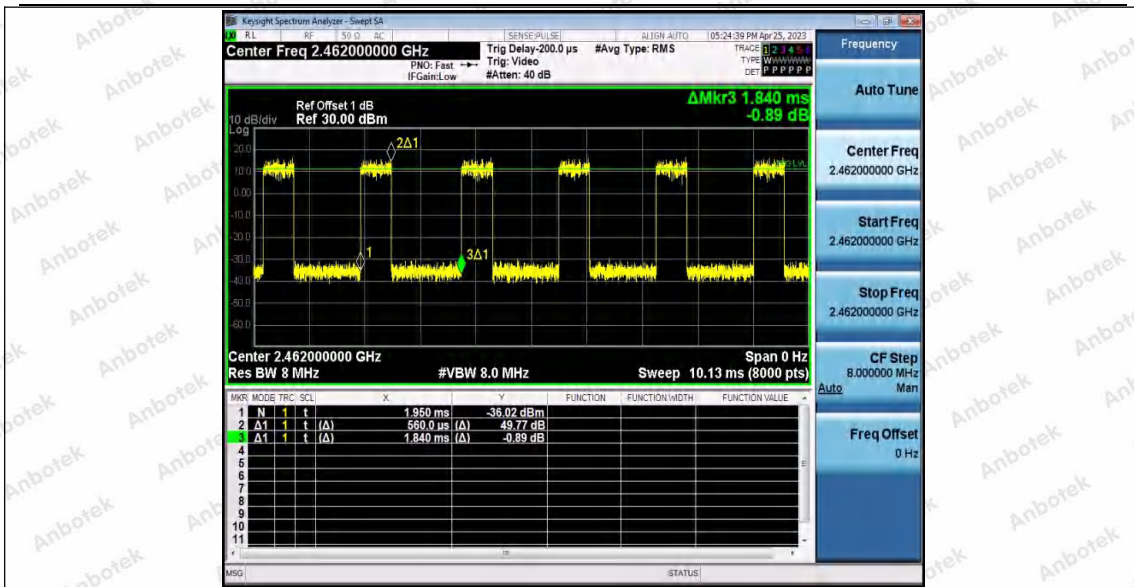 Keysight Spectrum Analyzer - Swept SA
RL RF 50 Ω AC SENSE:PULSE ALIGN AUTO 05:24:39 PM Apr 25, 2023
Center Freq 2.462000000 GHz
PNO: Fast
IFGain:Low
Trig Delay-200.0 µs
Trig: Video
#Atten: 40 dB
#Avg Type: RMS
TRACE 1 2 3 4 5 6
TYPE W
DET P P P P P P
Frequency
Auto Tune
Center Freq
2.462000000 GHz
Start Freq
2.462000000 GHz
Stop Freq
2.462000000 GHz
CF Step
8.000000 MHz
Auto Man
Freq Offset
0 Hz
ΔMkr3 1.840 ms
-0.89 dB
Ref Offset 1 dB
10 dB/div Ref 30.00 dBm
Log
20.0
10.0
0.00
-10.0
-20.0
-30.0
-40.0
-50.0
-60.0
2Δ1
1
3Δ1
Center 2.462000000 GHz Span 0 Hz
Res BW 8 MHz #VBW 8.0 MHz Sweep 10.13 ms (8000 pts)
MKR MODE TRC SCL X Y FUNCTION FUNCTION WIDTH FUNCTION VALUE
1 N 1 t 1.950 ms -36.02 dBm
2 Δ1 1 t (Δ) 560.0 µs (Δ) 49.77 dB
3 Δ1 1 t (Δ) 1.840 ms (Δ) -0.89 dB
4
5
6
7
8
9
10
11
MSG STATUS
Anbotek